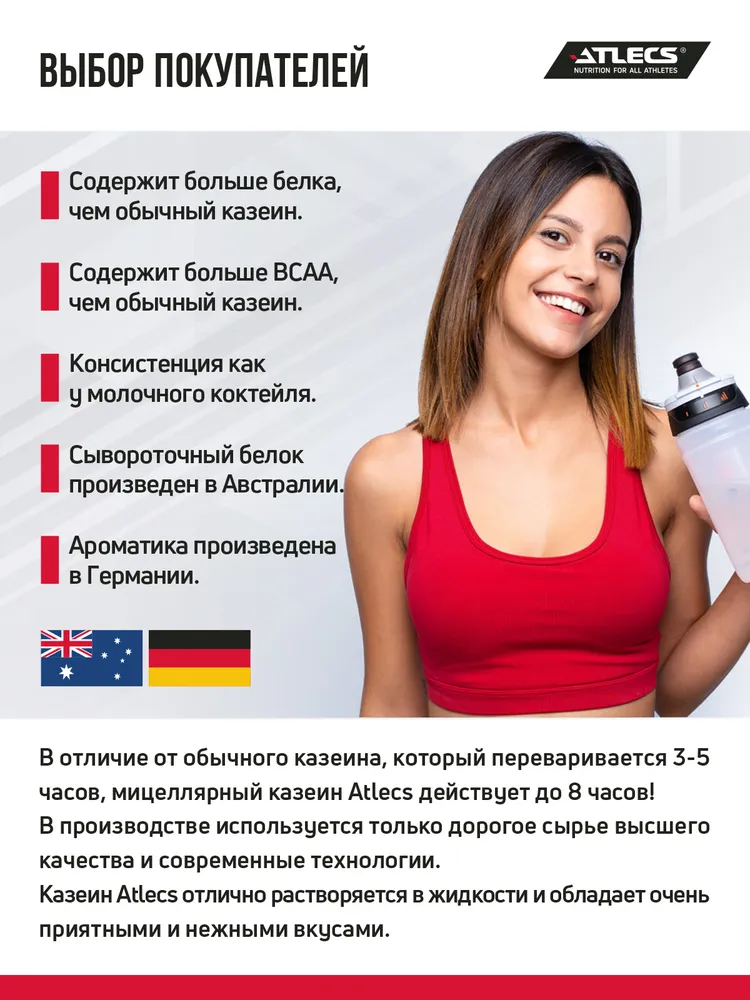 ВЫБОР ПОКУПАТЕЛЕЙ
ATLECS®
NUTRITION FOR ALL ATHLETES
Содержит больше белка,
чем обычный казеин.
Содержит больше BCAA,
чем обычный казеин.
Консистенция как
у молочного коктейля.
Сывороточный белок
произведен в Австралии.
Ароматика произведена
в Германии.
В отличие от обычного казеина, который переваривается 3-5
часов, мицеллярный казеин Atlecs действует до 8 часов!
В производстве используется только дорогое сырье высшего
качества и современные технологии.
Казеин Atlecs отлично растворяется в жидкости и обладает очень
приятными и нежными вкусами.